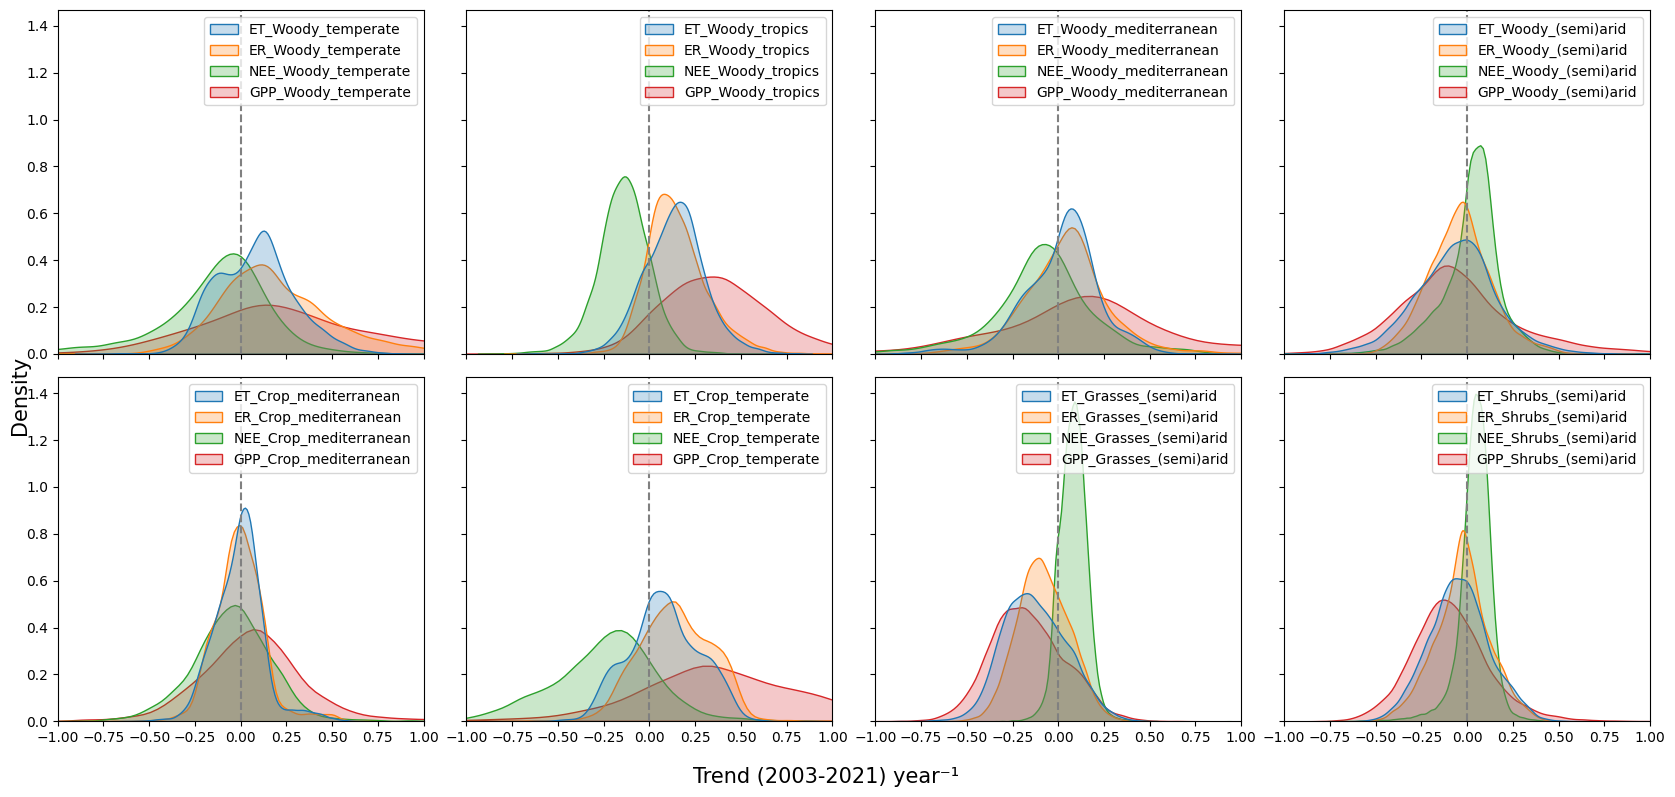 ET_Woody_temperate
ER_Woody_temperate
NEE_Woody_temperate
GPP_Woody_temperate
ET_Woody_tropics
ER_Woody_tropics
NEE_Woody_tropics
GPP_Woody_tropics
ET_Woody_mediterranean
ER_Woody_mediterranean
NEE_Woody_mediterranean
GPP_Woody_mediterranean
ET_Woody_(semi)arid
ER_Woody_(semi)arid
NEE_Woody_(semi)arid
GPP_Woody_(semi)arid
1.4
1.2
1.0
0.8
0.6
0.4
0.2
0.0
Density
ET_Crop_mediterranean
ER_Crop_mediterranean
NEE_Crop_mediterranean
GPP_Crop_mediterranean
ET_Crop_temperate
ER_Crop_temperate
NEE_Crop_temperate
GPP_Crop_temperate
ET_Grasses_(semi)arid
ER_Grasses_(semi)arid
NEE_Grasses_(semi)arid
GPP_Grasses_(semi)arid
ET_Shrubs_(semi)arid
ER_Shrubs_(semi)arid
NEE_Shrubs_(semi)arid
GPP_Shrubs_(semi)arid
1.4
1.2
1.0
0.8
0.6
0.4
0.2
0.0
−1.00 −0.75 −0.50 −0.25 0.00 0.25 0.50 0.75 1.00
−1.00 −0.75 −0.50 −0.25 0.00 0.25 0.50 0.75 1.00
−1.00 −0.75 −0.50 −0.25 0.00 0.25 0.50 0.75 1.00
−1.00 −0.75 −0.50 −0.25 0.00 0.25 0.50 0.75 1.00
Trend (2003-2021) year⁻¹